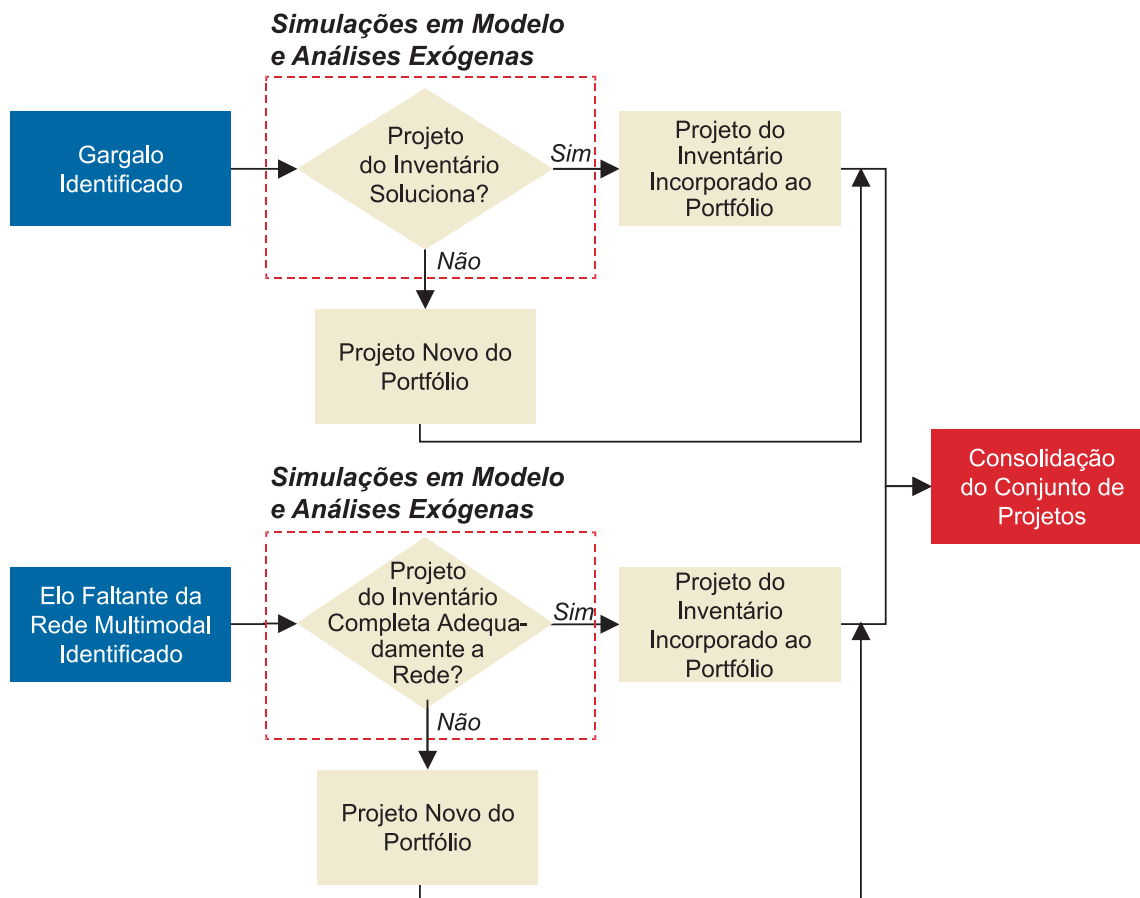 Simulações em Modelo
e Análises Exógenas
Gargalo
Identificado
Projeto
do Inventário
Soluciona?
Sim
Projeto do
Inventário
Incorporado ao
Portfólio
Não
Projeto Novo do
Portfólio
Consolidação
do Conjunto de
Projetos
Simulações em Modelo
e Análises Exógenas
Elo Faltante da
Rede Multimodal
Identificado
Projeto
do Inventário
Completa Adequa-
damente a
Rede?
Sim
Projeto do
Inventário
Incorporado ao
Portfólio
Não
Projeto Novo do
Portfólio